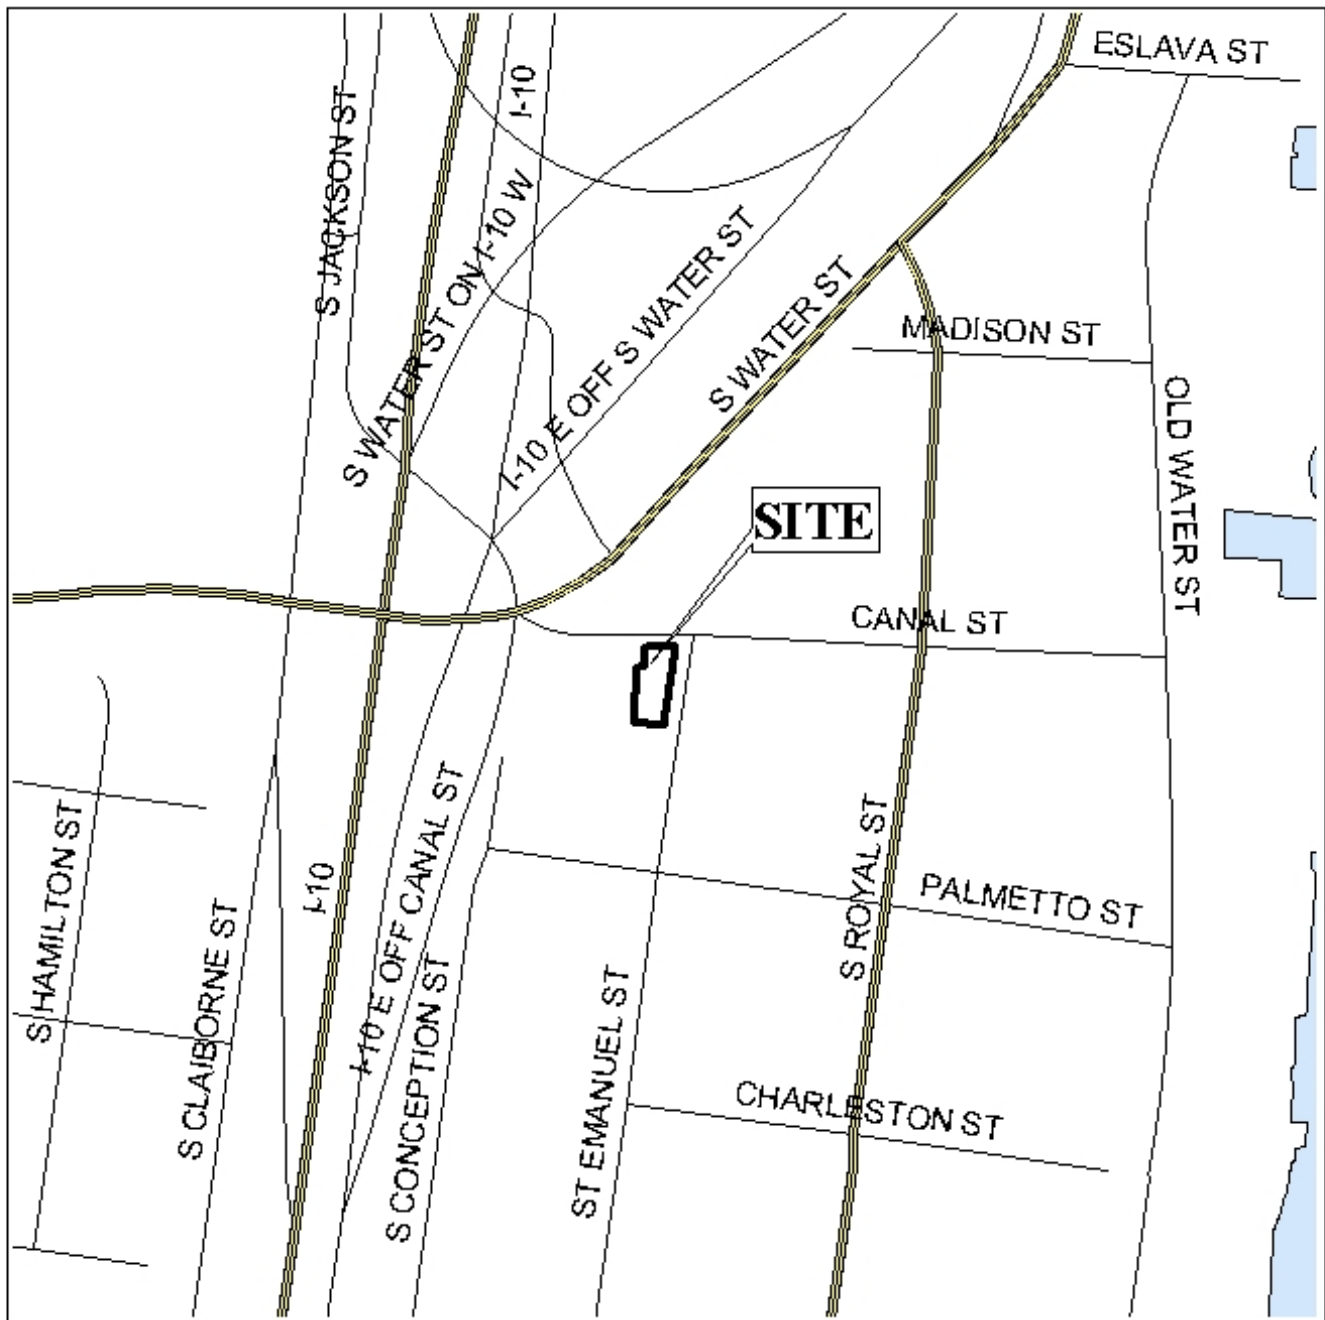 ESLAVA ST
I-10
S JACKSON ST
S WATER ST ON I-10 W
I-10 E OFF S WATER ST
S WATER ST
MADISON ST
OLD WATER ST
SITE
CANAL ST
S HAMILTON ST
S CLAIBORNE ST
I-10
I-10 E OFF CANAL ST
S CONCEPTION ST
ST EMANUEL ST
S ROYAL ST
PALMETTO ST
CHARLESTON ST